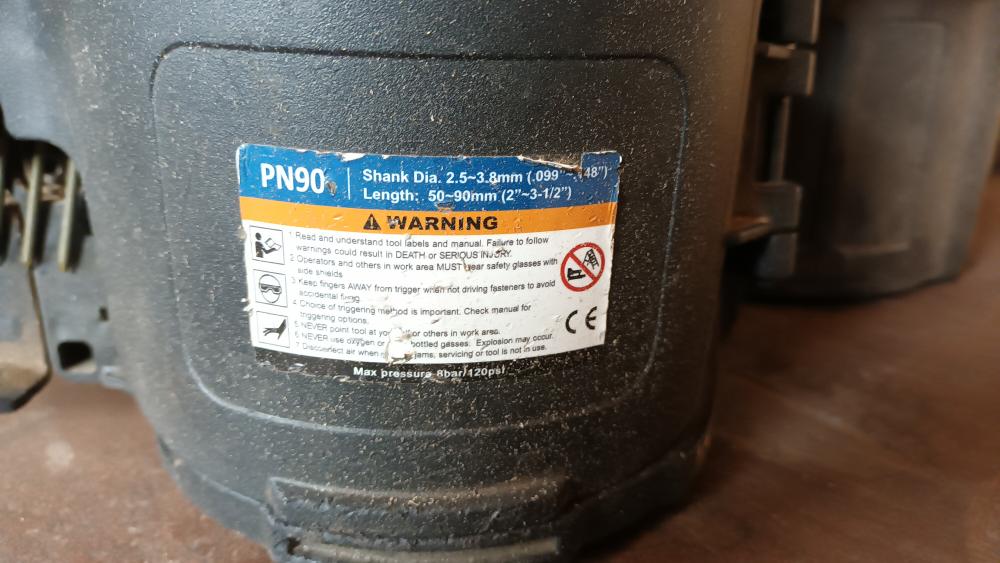 PN90
Shank Dia. 2.5~3.8mm (.099"~.148")
Length: 50~90mm (2"~3-1/2")
WARNING
1 Read and understand tool labels and manual. Failure to follow
warnings could result in DEATH or SERIOUS INJURY.
2 Operators and others in work area MUST wear safety glasses with
side shields
3 Keep fingers AWAY from trigger when not driving fasteners to avoid
accidental firing
4 Choice of triggering method is important. Check manual for
triggering options.
5 NEVER point tool at or others in work area.
6 NEVER use oxygen or bottled gasses. Explosion may occur.
7 Disconnect air when jams, servicing or tool is not in use.
CE
Max pressure 8bar/120psi